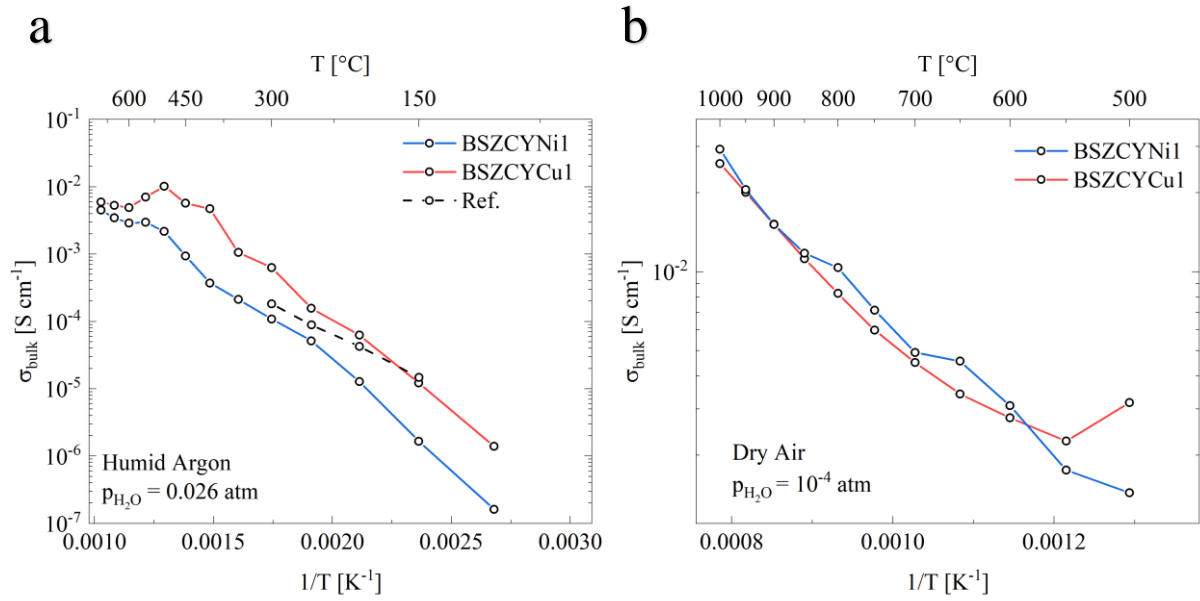 a
T [°C]
600 450 300 150
10⁻¹
10⁻²
10⁻³
10⁻⁴
10⁻⁵
10⁻⁶
10⁻⁷
σbulk [S cm⁻¹]
BSZCYNi1
BSZCYCu1
Ref.
Humid Argon
pH₂O = 0.026 atm
0.0010 0.0015 0.0020 0.0025 0.0030
1/T [K⁻¹]
b
T [°C]
1000 900 800 700 600 500
10⁻²
σbulk [S cm⁻¹]
BSZCYNi1
BSZCYCu1
Dry Air
pH₂O = 10⁻⁴ atm
0.0008 0.0010 0.0012
1/T [K⁻¹]